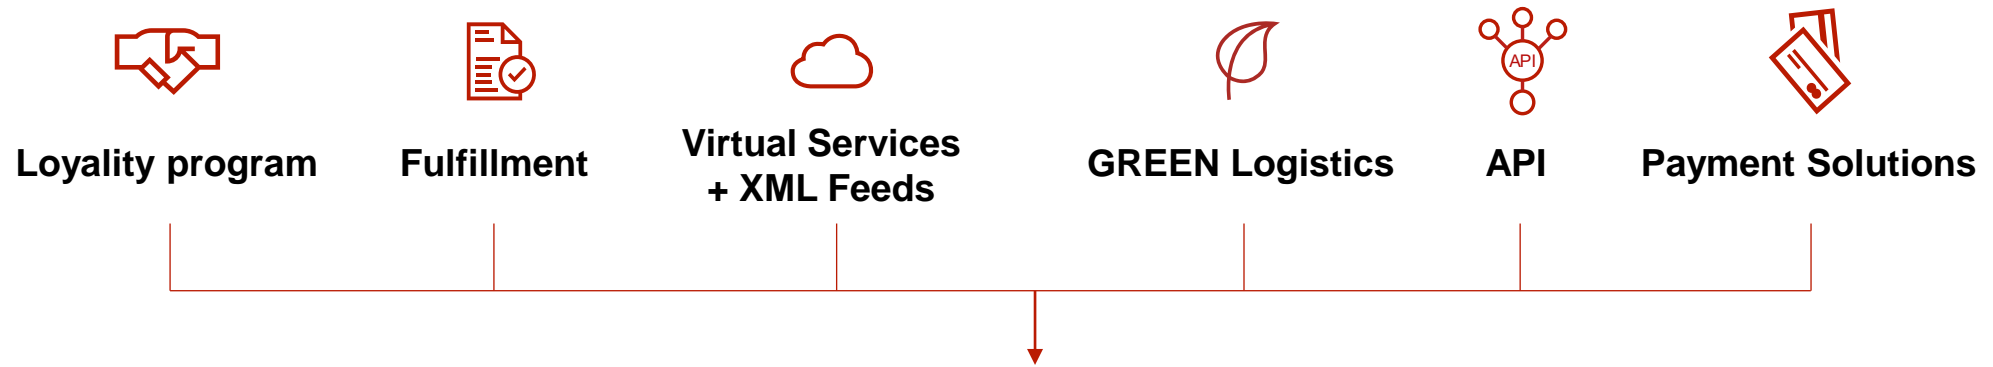 API
Loyality program
Fulfillment
Virtual Services
+ XML Feeds
GREEN Logistics
API
Payment Solutions